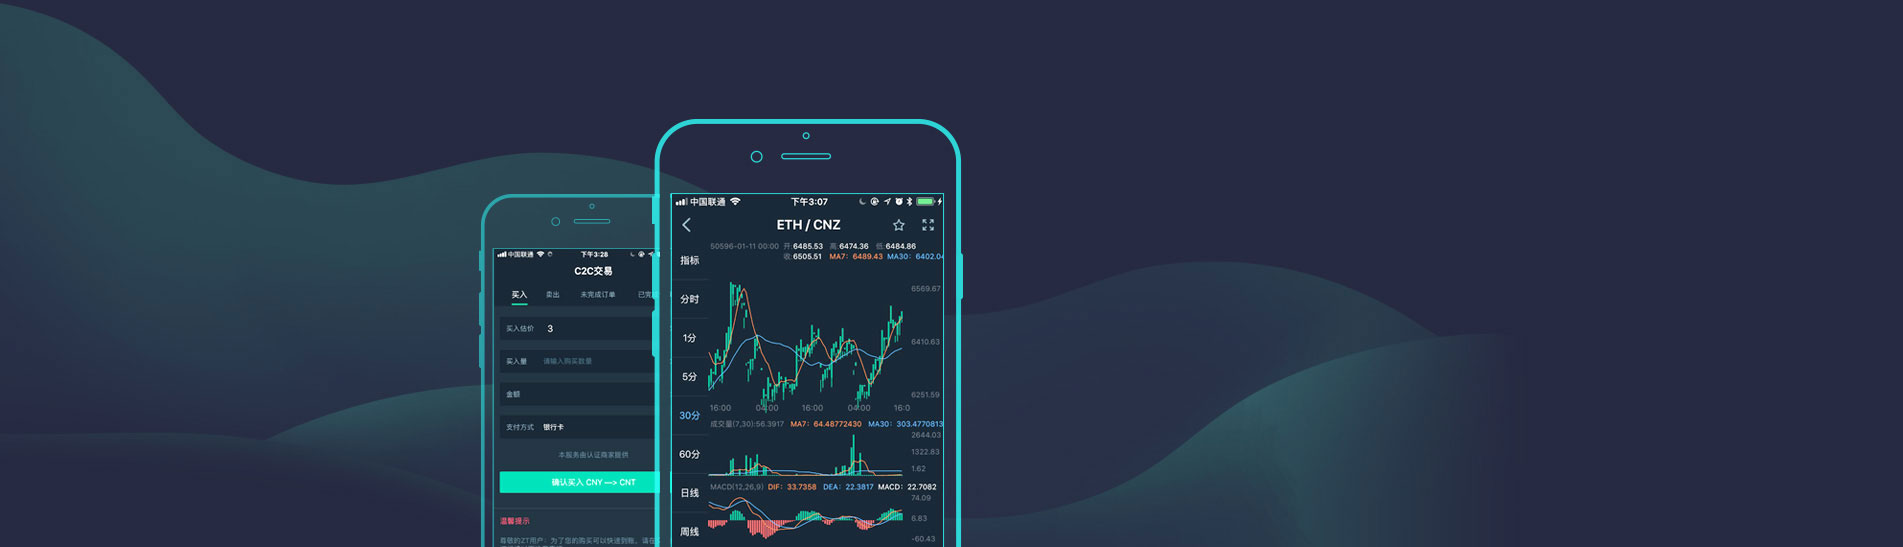 中国联通 下午3:28
C2C交易
买入 卖出 未完成订单 已完
买入估价 3
买入量 请输入购买数量
金额
支付方式 银行卡
本服务由认证商家提供
确认买入 CNY —> CNT
温馨提示
尊敬的ZT用户：为了您的购买可以快速到账，请在
中国联通 下午3:07
ETH / CNZ
50596-01-11 00:00 开:6485.53 高:6474.36 低:6484.86
收:6505.51 MA7: 6489.43 MA30: 6402.04
指标
分时
1分
5分
30分
60分
日线
周线
6569.67
6410.63
6251.59
16:00 04:00 16:00 04:00 16:0
成交量(7,30):56.3917 MA7: 64.48772430 MA30: 303.4770813
2644.03
1322.83
1.62
MACD(12,26,9) DIF: 33.7358 DEA: 22.3817 MACD: 22.7082
74.09
6.83
-60.43